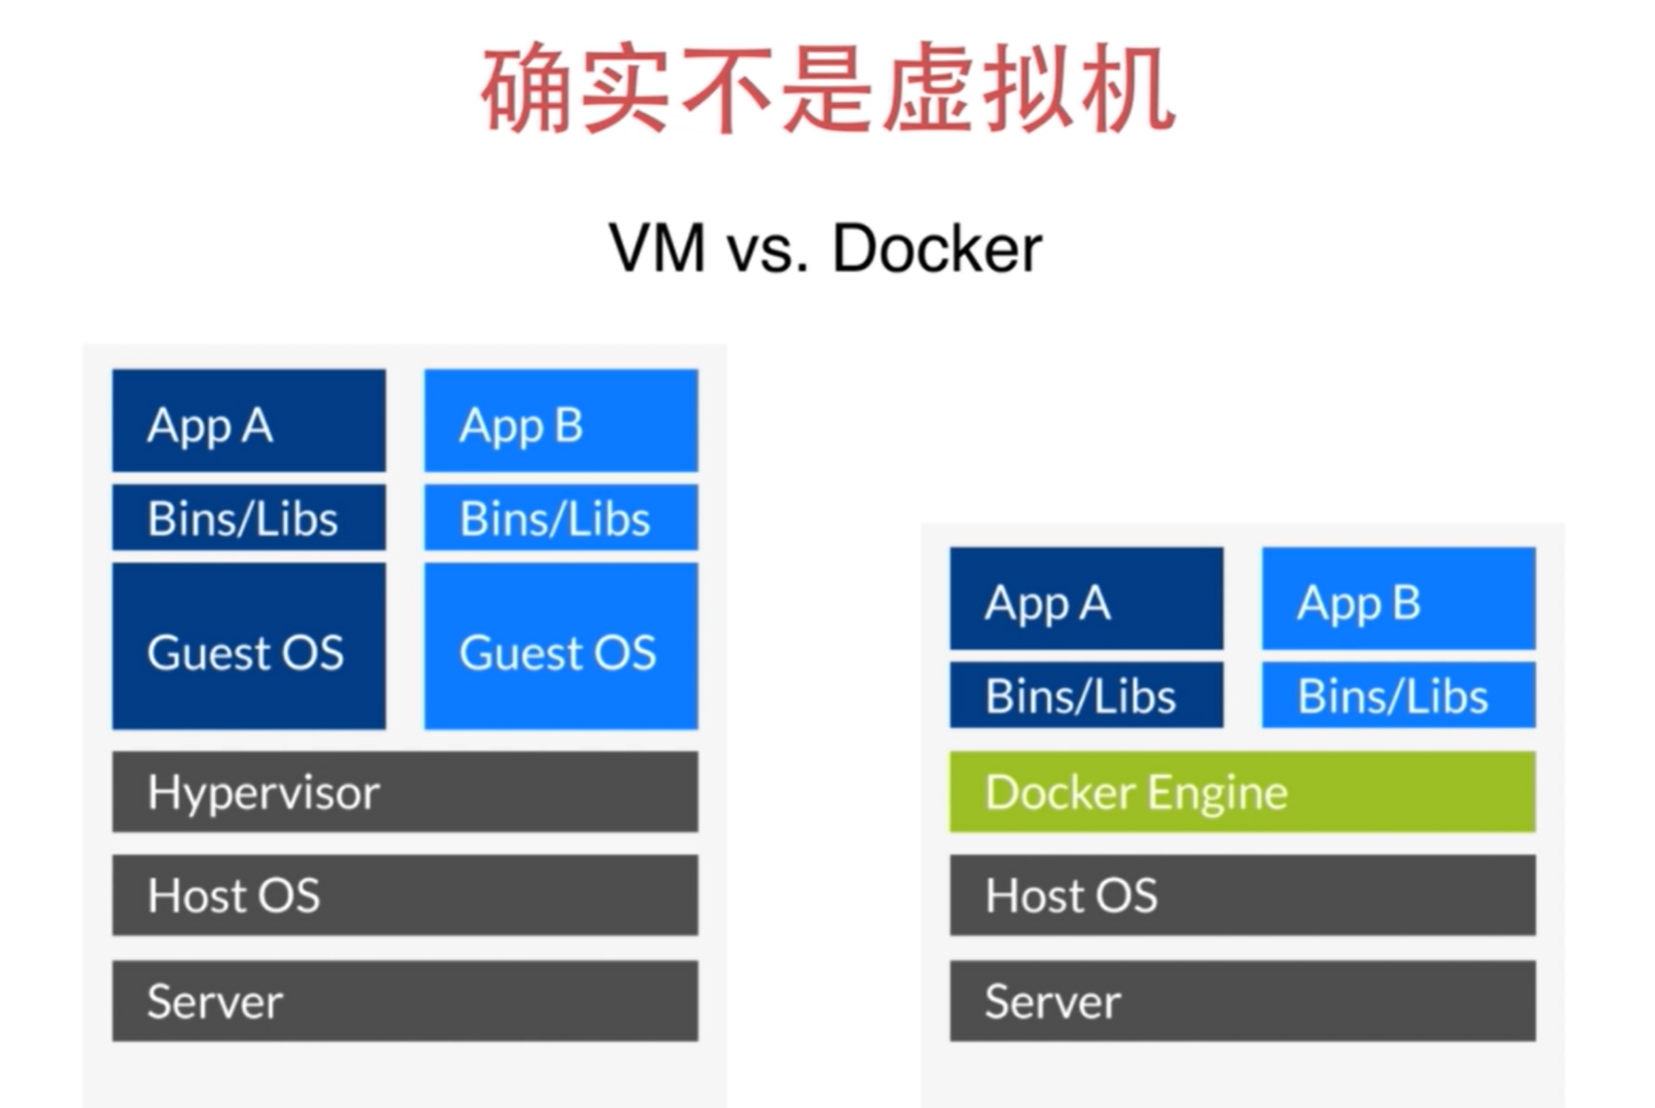 确实不是虚拟机
VM vs. Docker
App A
App B
Bins/Libs
Bins/Libs
Guest OS
Guest OS
Hypervisor
Host OS
Server
App A
App B
Bins/Libs
Bins/Libs
Docker Engine
Host OS
Server